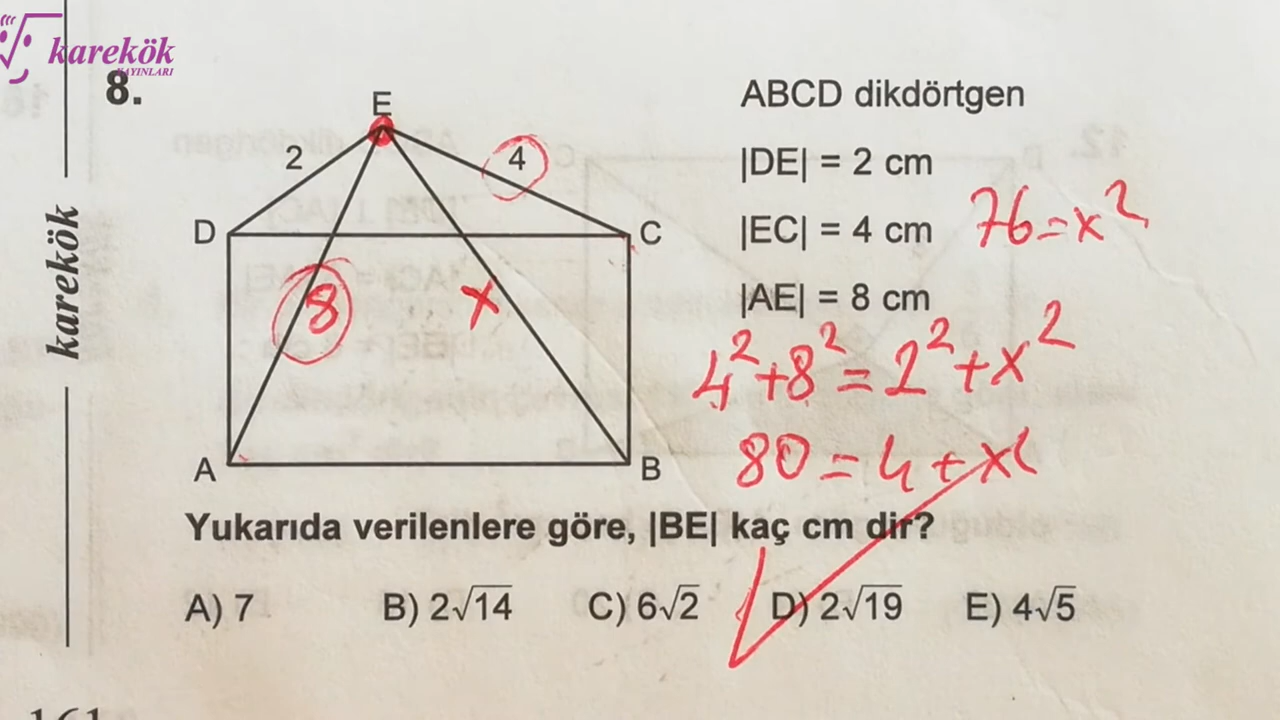 karekök
YAYINLARI
8.
E
2
4
D
C
8
x
A
B
ABCD dikdörtgen
|DE| = 2 cm
|EC| = 4 cm
76=x²
|AE| = 8 cm
4²+8²=2²+x²
80=4+x²
karekök
Yukarıda verilenlere göre, |BE| kaç cm dir?
A) 7 B) 2√14 C) 6√2 D) 2√19 E) 4√5
161